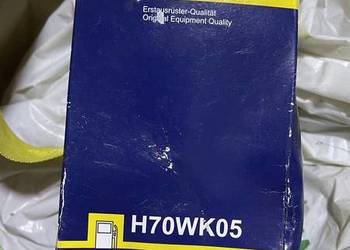 Erstausrüster-Qualität
Original Equipment Quality
H70WK05